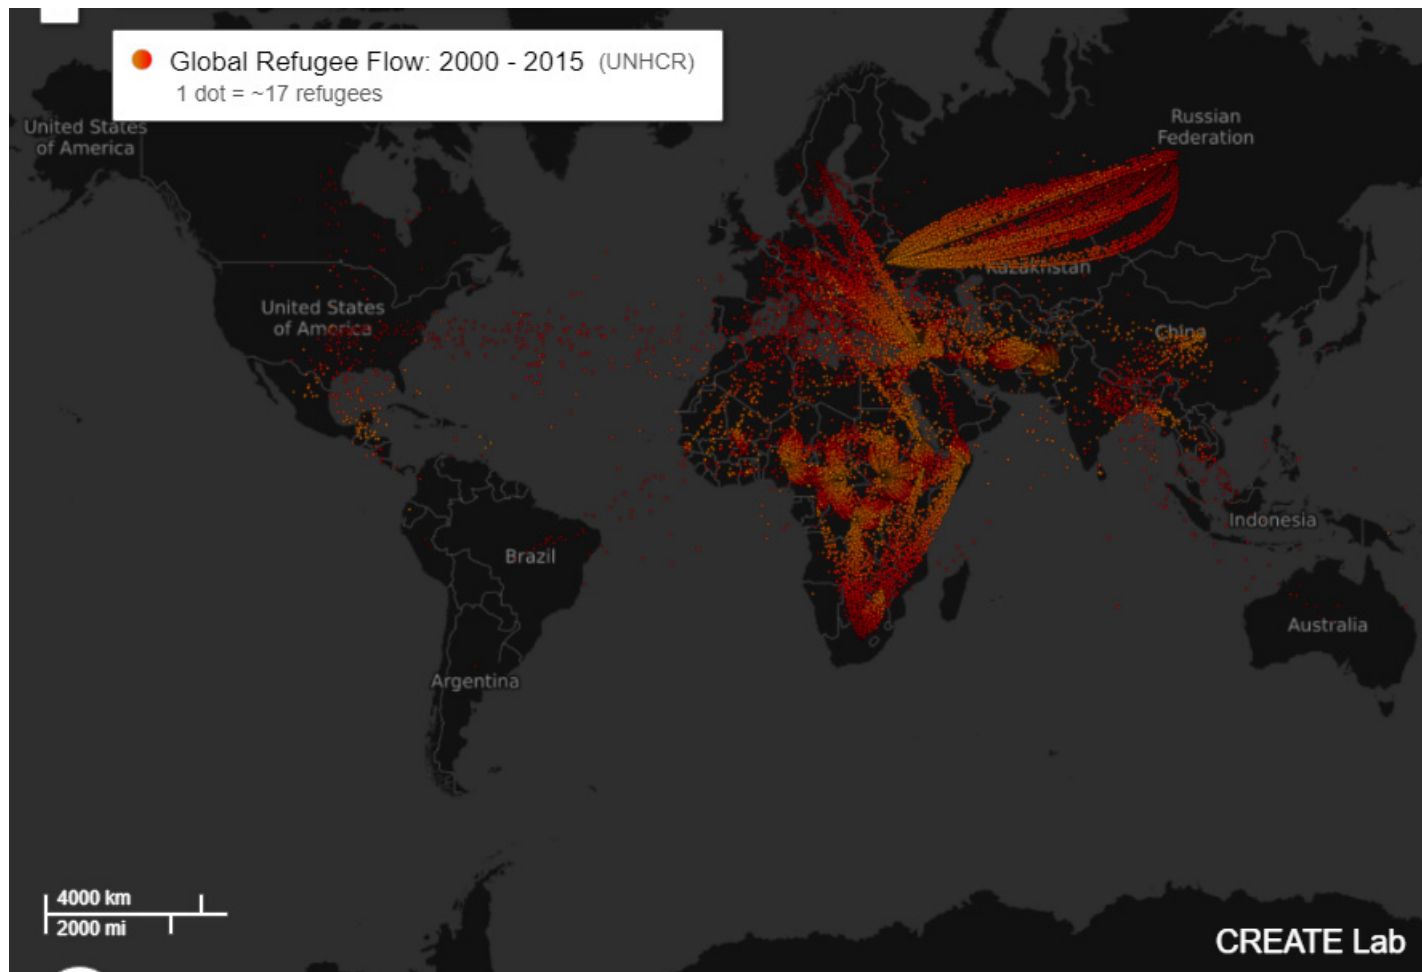 Global Refugee Flow: 2000 - 2015 (UNHCR)
1 dot = ~17 refugees
United States
of America
Russian
Federation
Kazakhstan
United States
of America
China
Brazil
Indonesia
Australia
Argentina
4000 km
2000 mi
CREATE Lab